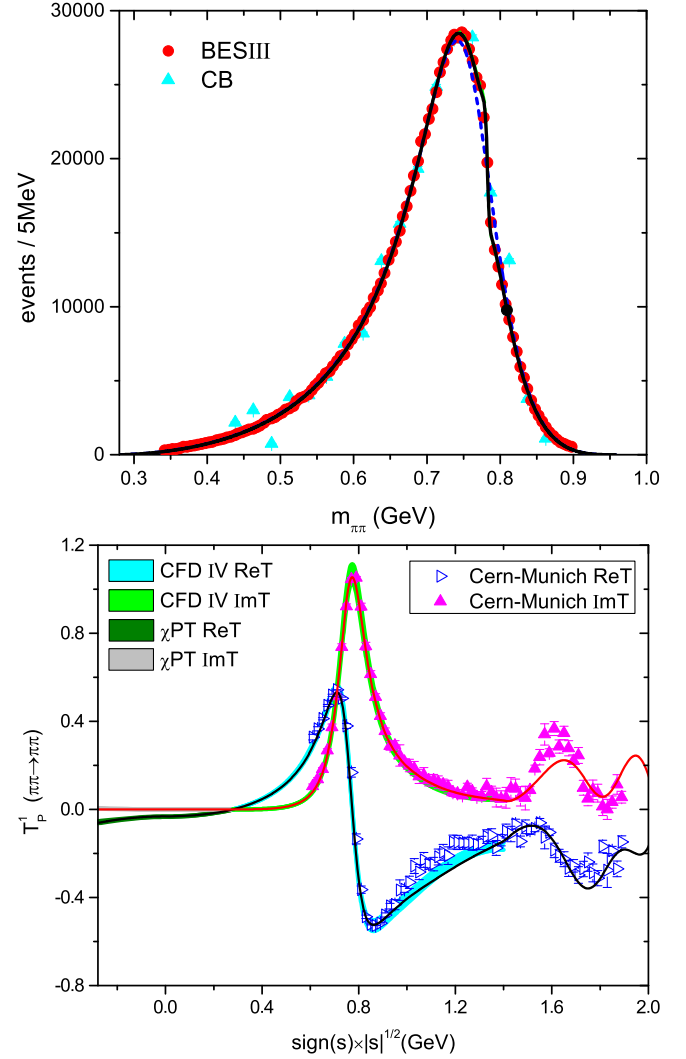 30000
20000
10000
0
events / 5MeV
BESIII
CB
0.3 0.4 0.5 0.6 0.7 0.8 0.9 1.0
m_ππ (GeV)
1.2
0.8
0.4
0.0
-0.4
-0.8
T^1_P (ππ→ππ)
CFD IV ReT
CFD IV ImT
χPT ReT
χPT ImT
Cern-Munich ReT
Cern-Munich ImT
0.0 0.4 0.8 1.2 1.6 2.0
sign(s)×|s|^1/2(GeV)